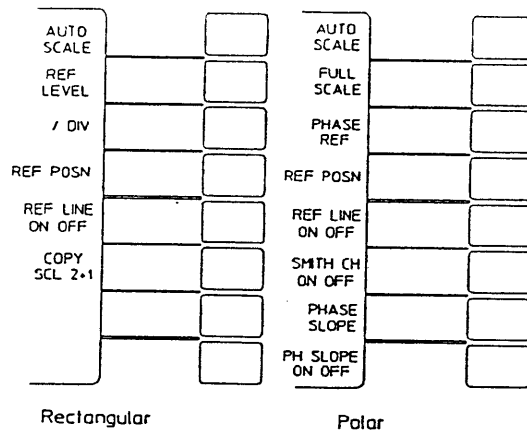 AUTO
SCALE
REF
LEVEL
/ DIV
REF POSN
REF LINE
ON OFF
COPY
SCL 2→1
Rectangular
AUTO
SCALE
FULL
SCALE
PHASE
REF
REF POSN
REF LINE
ON OFF
SMITH CH
ON OFF
PHASE
SLOPE
PH SLOPE
ON OFF
Polar